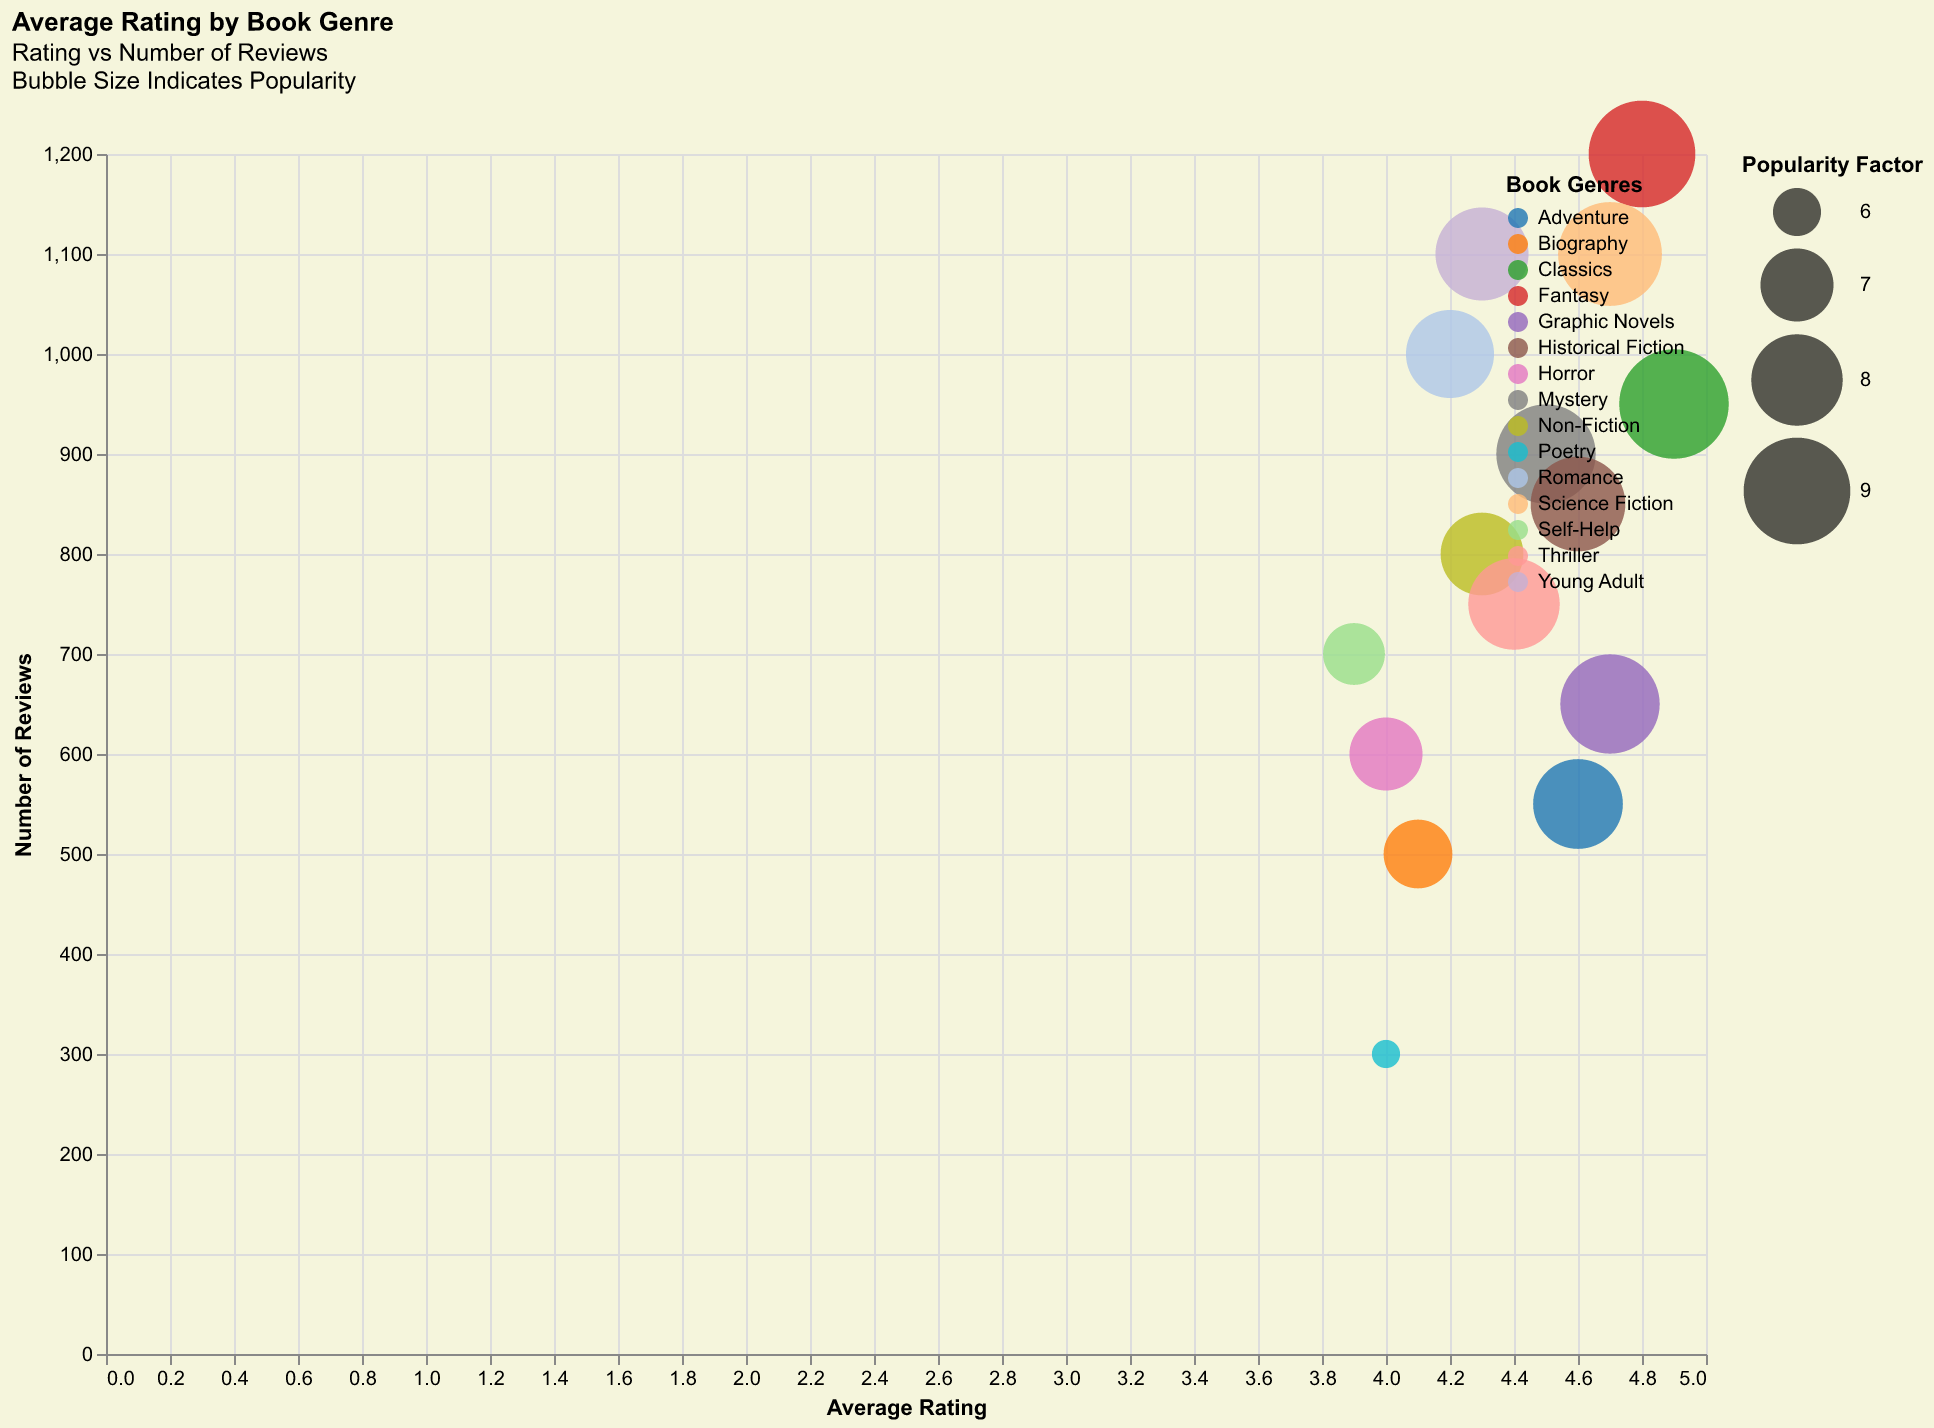 Average Rating by Book Genre
Rating vs Number of Reviews
Bubble Size Indicates Popularity
Number of Reviews
1,200
1,100
1,000
900
800
700
600
500
400
300
200
100
0
0.0 0.2 0.4 0.6 0.8 1.0 1.2 1.4 1.6 1.8 2.0 2.2 2.4 2.6 2.8 3.0 3.2 3.4 3.6 3.8 4.0 4.2 4.4 4.6 4.8 5.0
Average Rating
Book Genres
Adventure
Biography
Classics
Fantasy
Graphic Novels
Historical Fiction
Horror
Mystery
Non-Fiction
Poetry
Romance
Science Fiction
Self-Help
Thriller
Young Adult
Popularity Factor
6
7
8
9